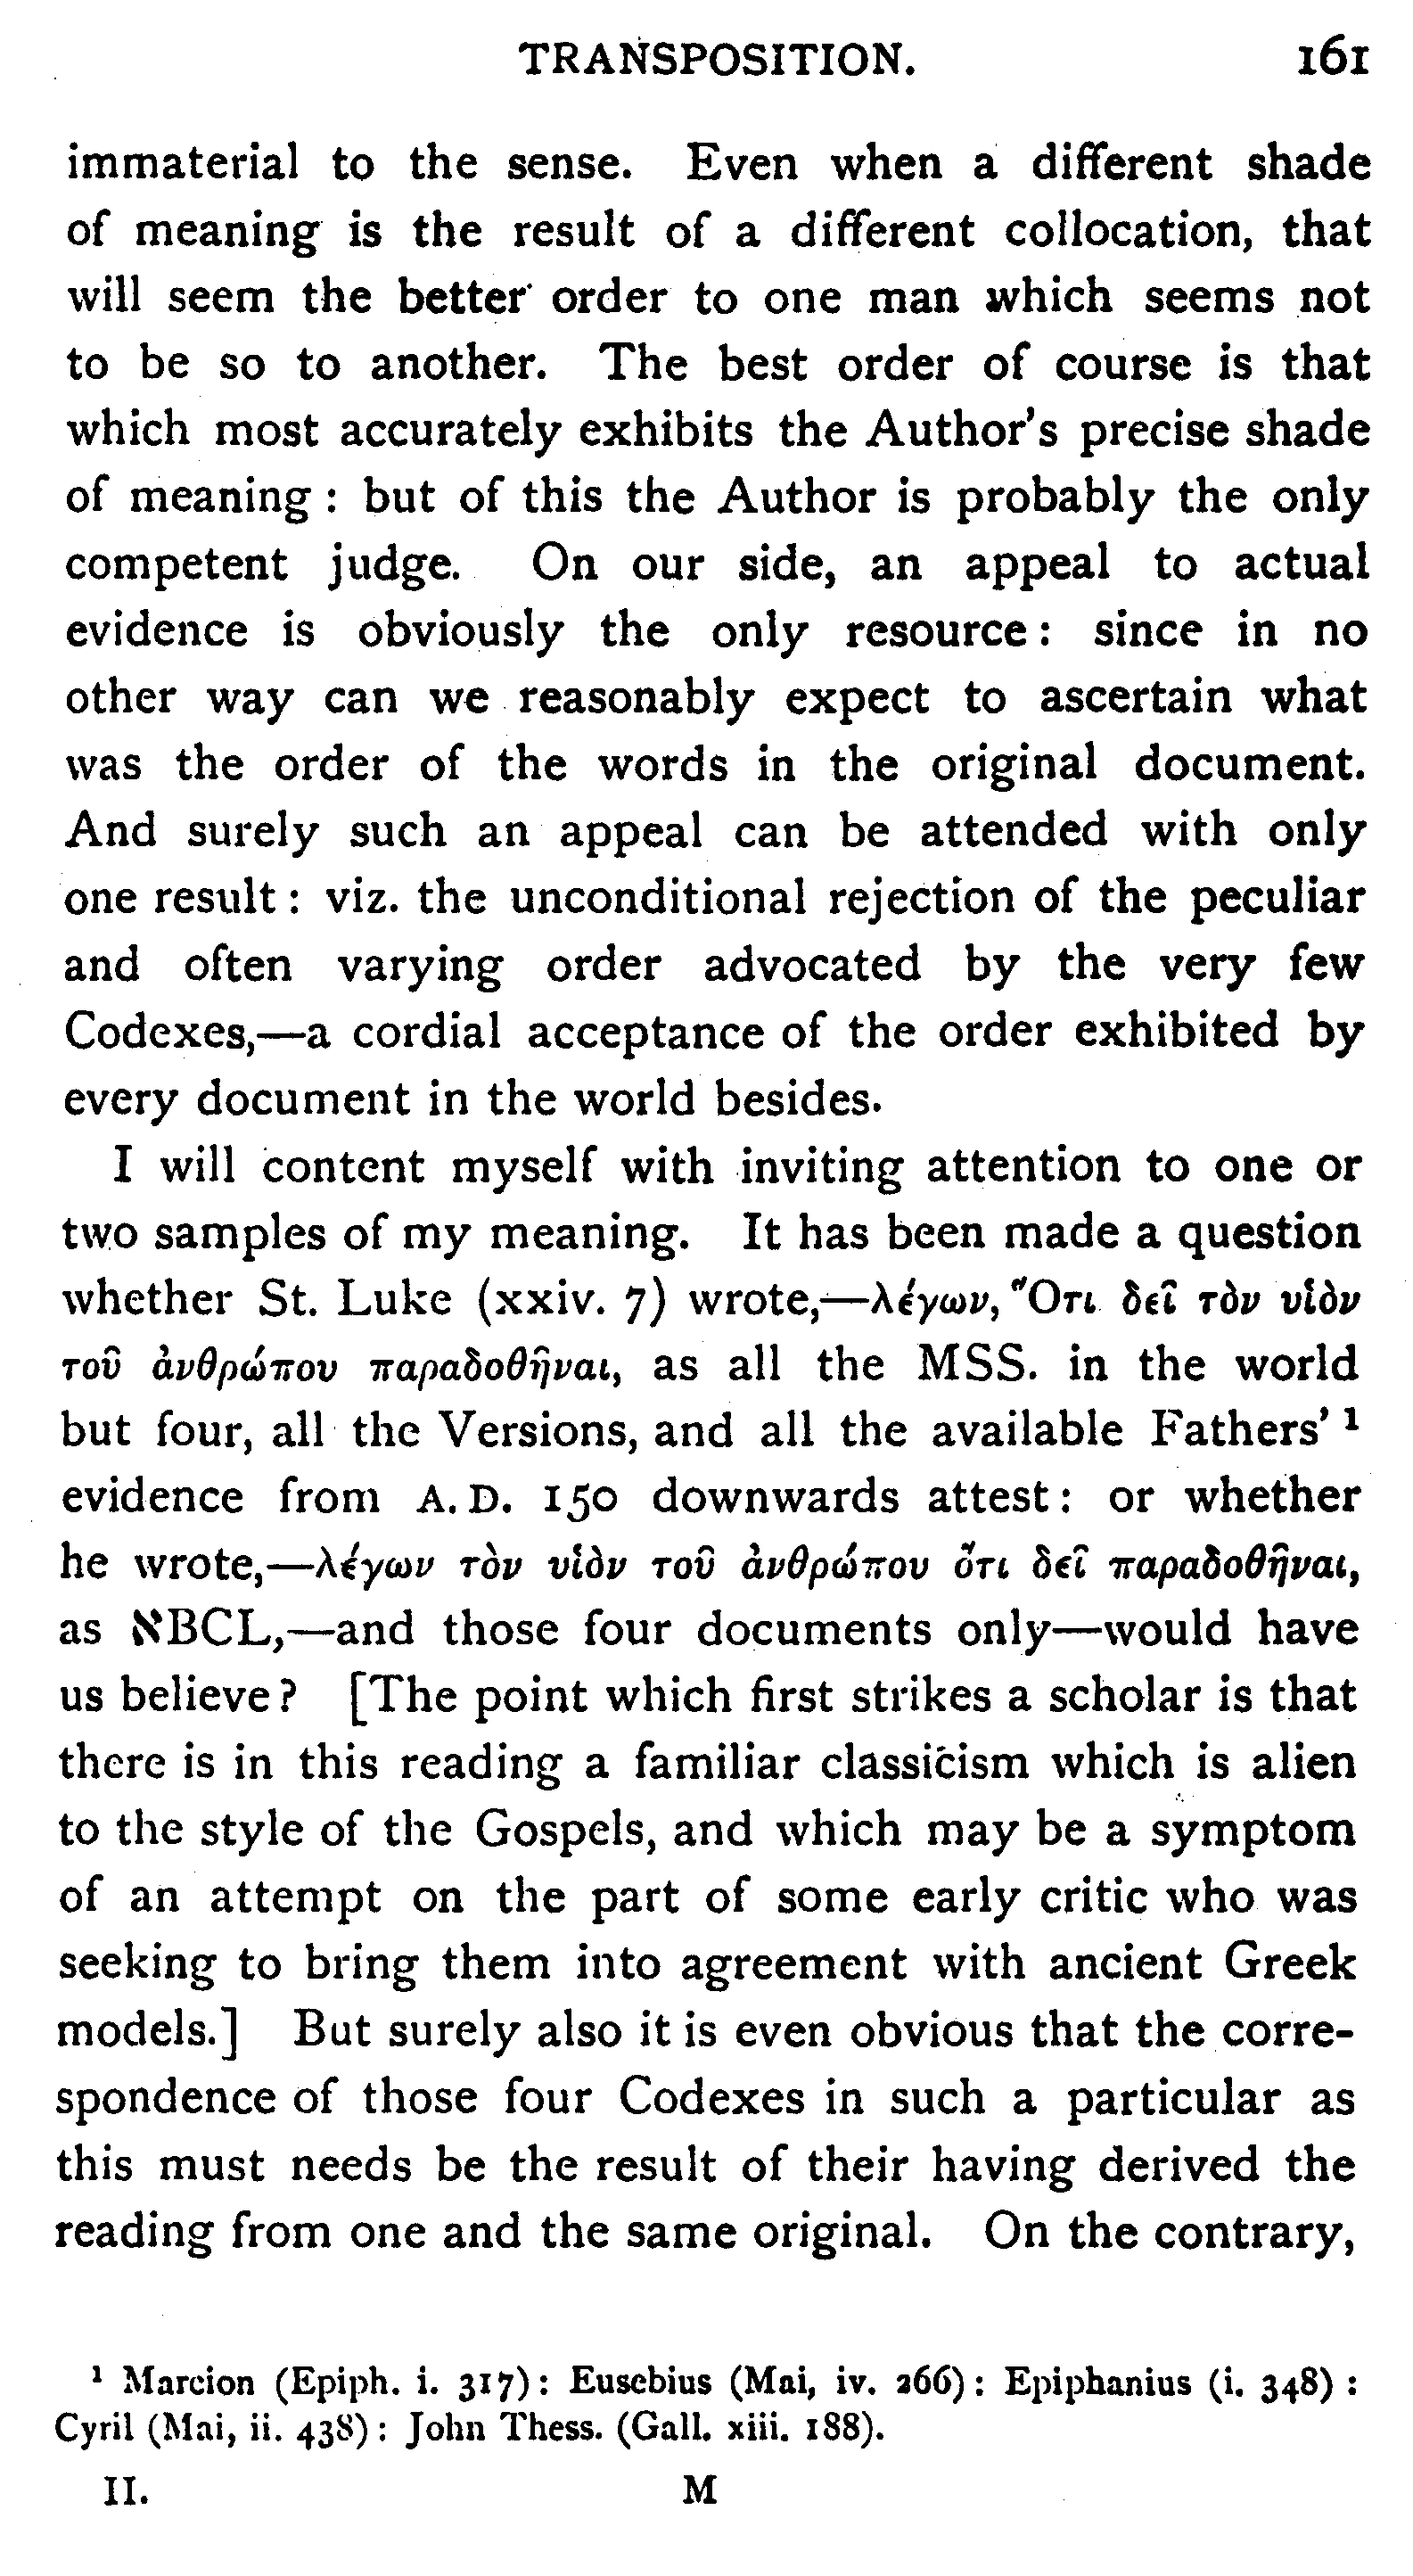 TRANSPOSITION. 161
immaterial to the sense. Even when a different shade
of meaning is the result of a different collocation, that
will seem the better order to one man which seems not
to be so to another. The best order of course is that
which most accurately exhibits the Author's precise shade
of meaning : but of this the Author is probably the only
competent judge. On our side, an appeal to actual
evidence is obviously the only resource : since in no
other way can we reasonably expect to ascertain what
was the order of the words in the original document.
And surely such an appeal can be attended with only
one result : viz. the unconditional rejection of the peculiar
and often varying order advocated by the very few
Codexes,—a cordial acceptance of the order exhibited by
every document in the world besides.
I will content myself with inviting attention to one or
two samples of my meaning. It has been made a question
whether St. Luke (xxiv. 7) wrote,—λέγων, Ὅτι δεῖ τὸν υἱὸν
τοῦ ἀνθρώπου παραδοθῆναι, as all the MSS. in the world
but four, all the Versions, and all the available Fathers' ¹
evidence from A. D. 150 downwards attest : or whether
he wrote,—λέγων τὸν υἱὸν τοῦ ἀνθρώπου ὅτι δεῖ παραδοθῆναι,
as ℵBCL,—and those four documents only—would have
us believe ? [The point which first strikes a scholar is that
there is in this reading a familiar classicism which is alien
to the style of the Gospels, and which may be a symptom
of an attempt on the part of some early critic who was
seeking to bring them into agreement with ancient Greek
models.] But surely also it is even obvious that the corre-
spondence of those four Codexes in such a particular as
this must needs be the result of their having derived the
reading from one and the same original. On the contrary,
¹ Marcion (Epiph. i. 317) : Eusebius (Mai, iv. 266) : Epiphanius (i. 348) :
Cyril (Mai, ii. 438) : John Thess. (Gall. xiii. 188).
II. M